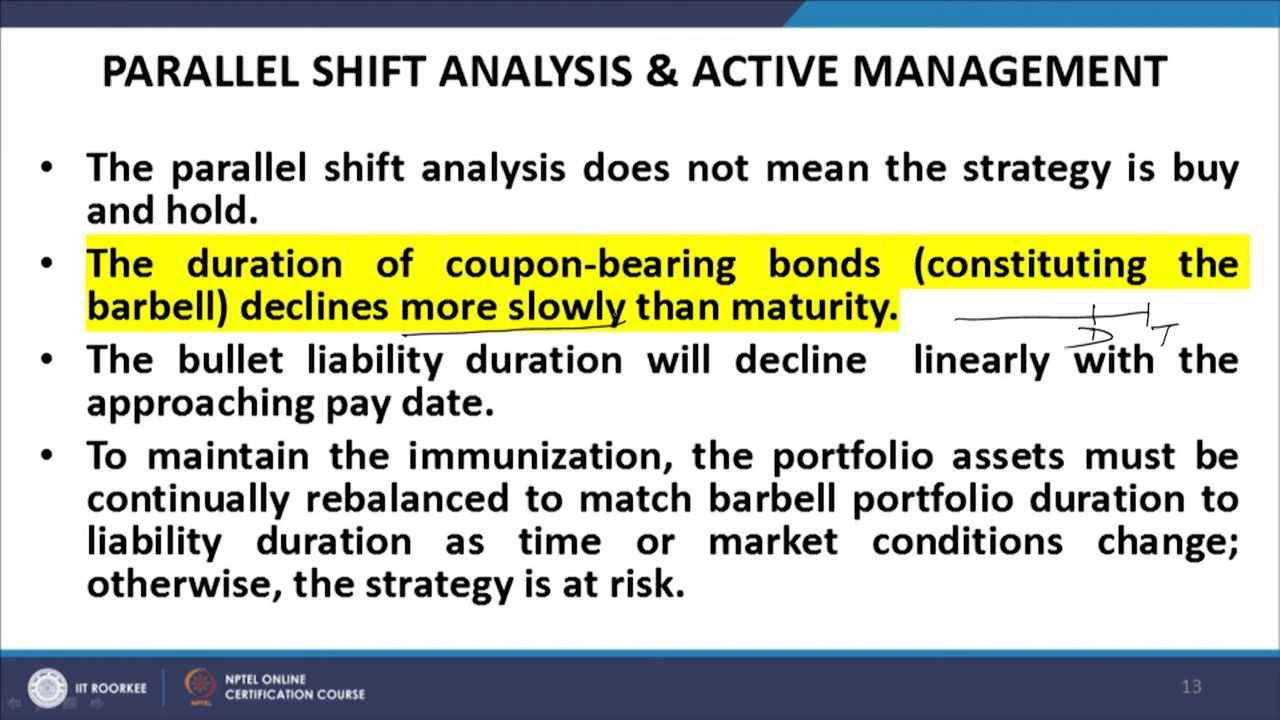 PARALLEL SHIFT ANALYSIS & ACTIVE MANAGEMENT
• The parallel shift analysis does not mean the strategy is buy
and hold.
• The duration of coupon-bearing bonds (constituting the
barbell) declines more slowly than maturity.
D T
• The bullet liability duration will decline linearly with the
approaching pay date.
• To maintain the immunization, the portfolio assets must be
continually rebalanced to match barbell portfolio duration to
liability duration as time or market conditions change;
otherwise, the strategy is at risk.
IIT ROORKEE
NPTEL
NPTEL ONLINE
CERTIFICATION COURSE
13